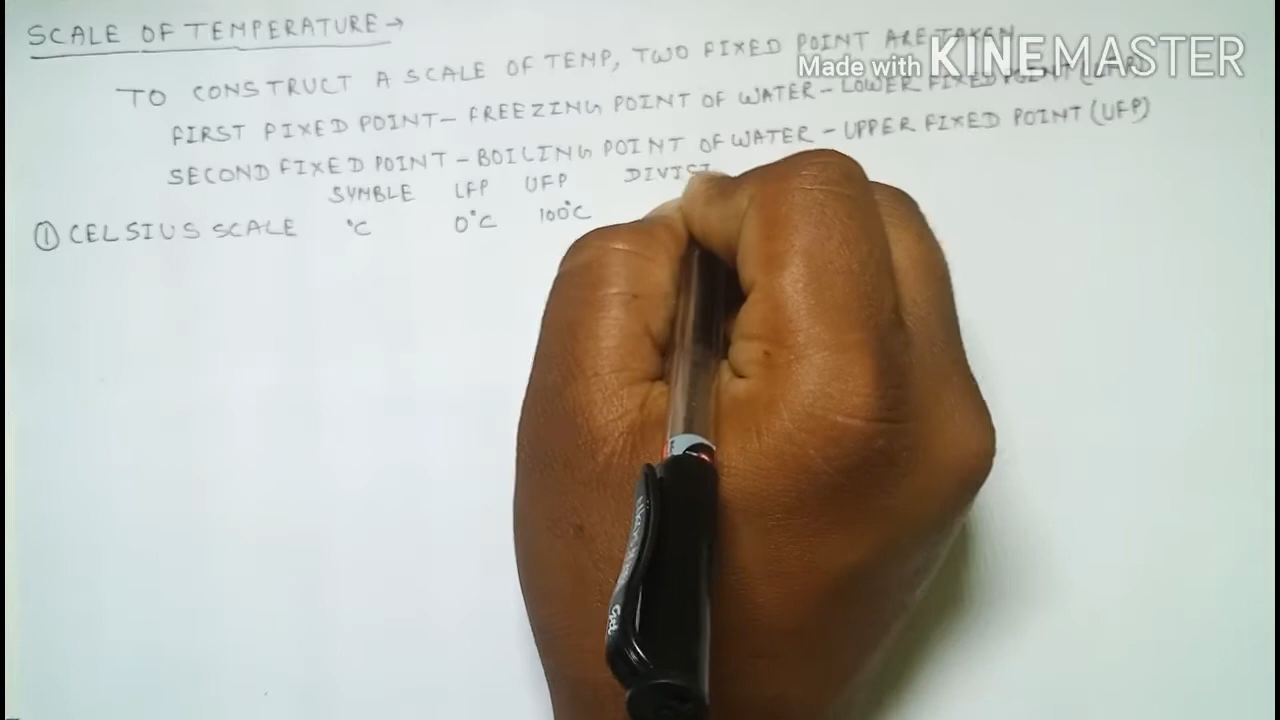 SCALE OF TEMPERATURE →
TO CONSTRUCT A SCALE OF TEMP, TWO FIXED POINT ARE TAKEN
Made with KINEMASTER
FIRST FIXED POINT - FREEZING POINT OF WATER - LOWER FIXED POINT
SECOND FIXED POINT - BOILING POINT OF WATER - UPPER FIXED POINT (UFP)
SYMBLE LFP UFP DIVISI
① CELSIUS SCALE °C 0°C 100°C